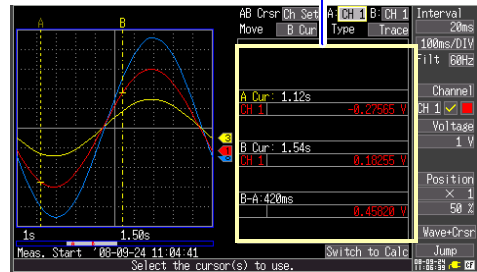 AB Crsr Ch Set A: CH 1 B: CH 1 Interval
Move B Cur Type Trace 20ms
100ms/DIV
Filt 60Hz
A B
Channel
CH 1
Voltage
1 V
A Cur: 1.12s
CH 1 -0.27565 V
3
1
B Cur: 1.54s
CH 1 0.18255 V
Position
× 1
50 %
B-A:420ms
0.45820 V
1s 1.50s
Wave+Crsr
Meas. Start '08-09-24 11:04:41 Switch to Calc Jump
Select the cursor(s) to use.
CF